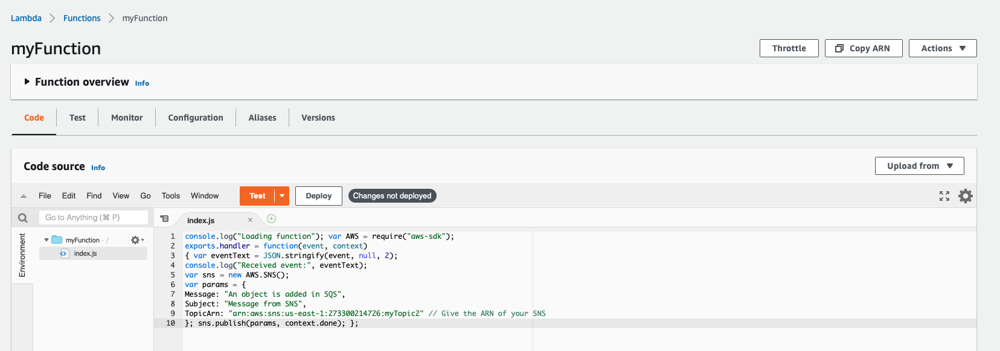 Lambda Functions myFunction
myFunction
Throttle Copy ARN Actions
Function overview Info
Code Test Monitor Configuration Aliases Versions
Code source Info
Upload from
File Edit Find View Go Tools Window Test Deploy Changes not deployed
Go to Anything (⌘ P)
index.js
Environment
myFunction - /
index.js
1 console.log("Loading function"); var AWS = require("aws-sdk");
2 exports.handler = function(event, context)
3 { var eventText = JSON.stringify(event, null, 2);
4 console.log("Received event:", eventText);
5 var sns = new AWS.SNS();
6 var params = {
7 Message: "An object is added in SQS",
8 Subject: "Message from SNS",
9 TopicArn: "arn:aws:sns:us-east-1:273300214726:myTopic2" // Give the ARN of your SNS
10 }; sns.publish(params, context.done); };